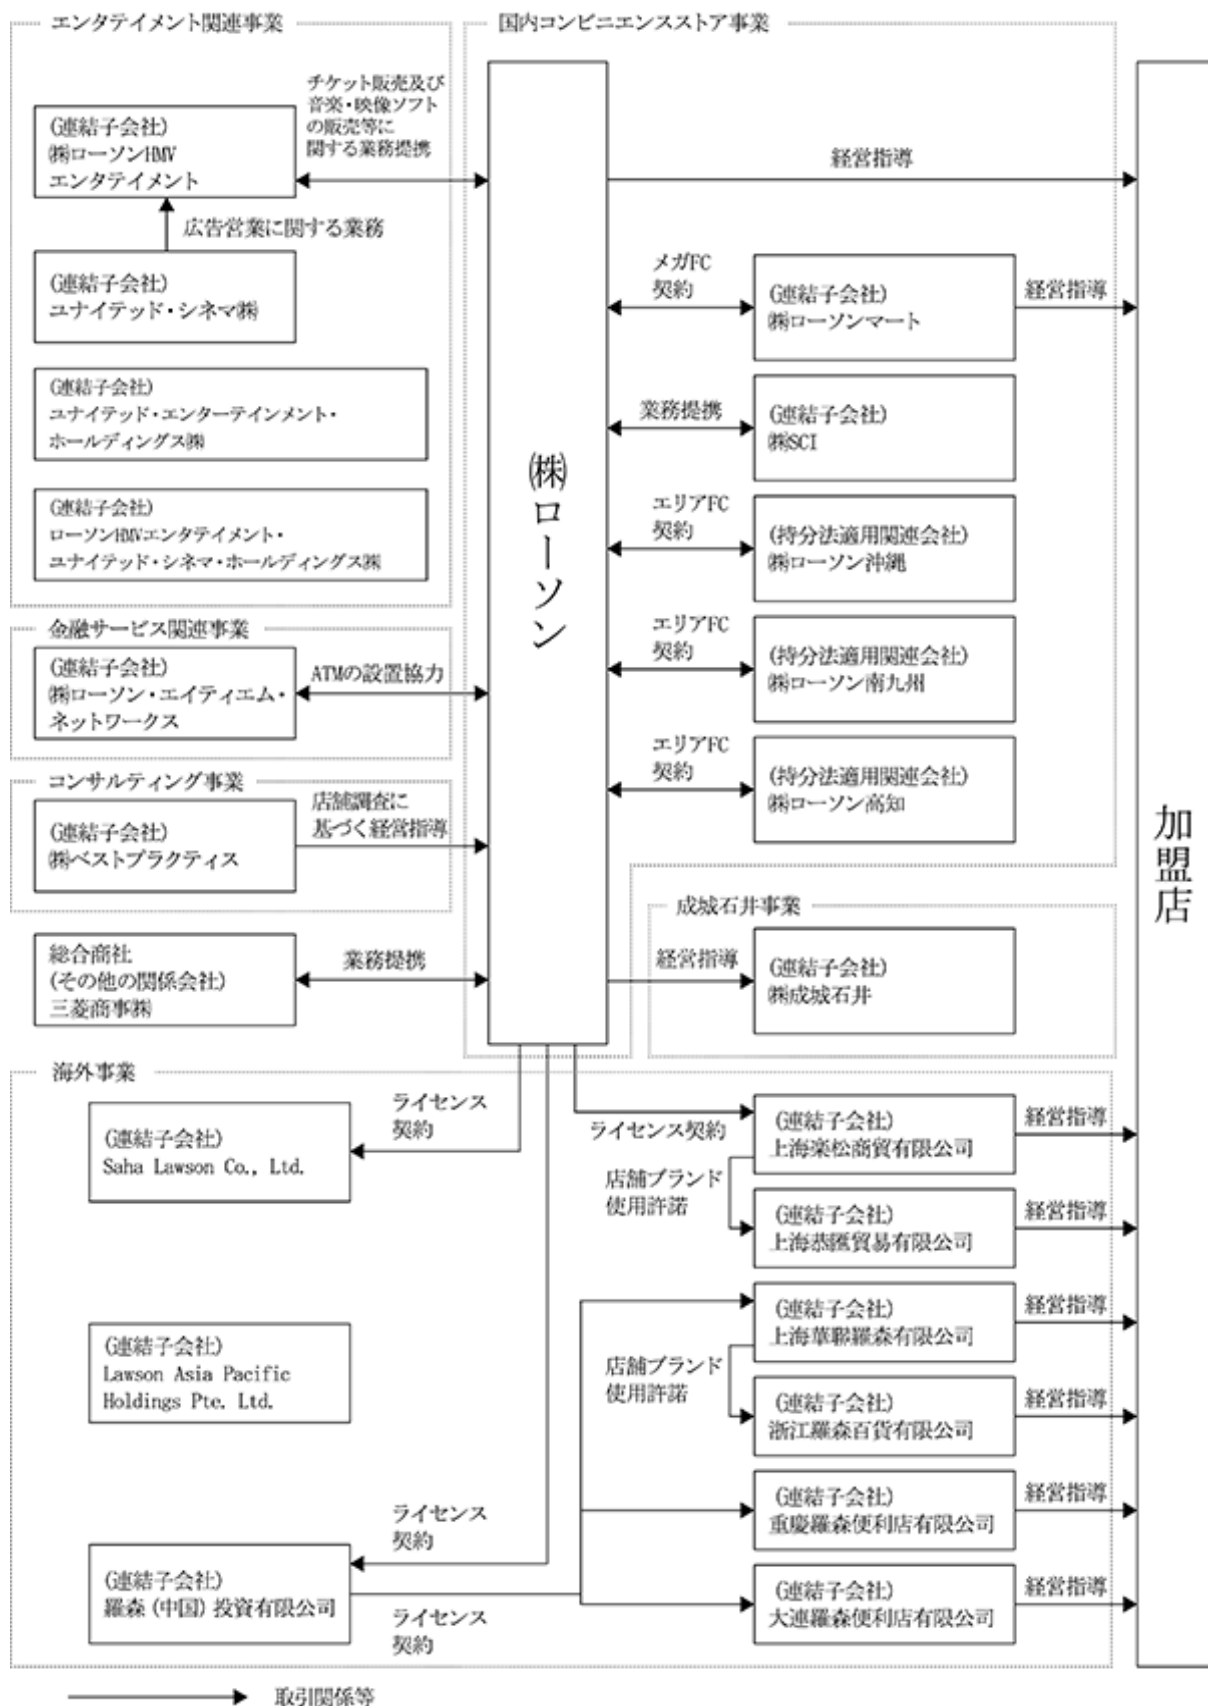 エンタテイメント関連事業
チケット販売及び
音楽・映像ソフト
の販売等に
関する業務提携
(連結子会社)
㈱ローソンHMV
エンタテイメント
広告営業に関する業務
(連結子会社)
ユナイテッド・シネマ㈱
(連結子会社)
ユナイテッド・エンターテインメント・
ホールディングス㈱
(連結子会社)
ローソンHMVエンタテイメント・
ユナイテッド・シネマ・ホールディングス㈱
金融サービス関連事業
(連結子会社)
㈱ローソン・エイティエム・
ネットワークス
ATMの設置協力
コンサルティング事業
(連結子会社)
㈱ベストプラクティス
店舗調査に
基づく経営指導
総合商社
(その他の関係会社)
三菱商事㈱
業務提携
国内コンビニエンスストア事業
㈱ローソン
経営指導
メガFC
契約
(連結子会社)
㈱ローソンマート
経営指導
業務提携
(連結子会社)
㈱SCI
エリアFC
契約
(持分法適用関連会社)
㈱ローソン沖縄
エリアFC
契約
(持分法適用関連会社)
㈱ローソン南九州
エリアFC
契約
(持分法適用関連会社)
㈱ローソン高知
成城石井事業
経営指導
(連結子会社)
㈱成城石井
加盟店
海外事業
(連結子会社)
Saha Lawson Co., Ltd.
ライセンス
契約
(連結子会社)
Lawson Asia Pacific
Holdings Pte. Ltd.
(連結子会社)
羅森（中国）投資有限公司
ライセンス
契約
ライセンス
契約
ライセンス契約
(連結子会社)
上海楽松商貿有限公司
経営指導
店舗ブランド
使用許諾
(連結子会社)
上海恭匯貿易有限公司
経営指導
(連結子会社)
上海華聯羅森有限公司
経営指導
店舗ブランド
使用許諾
(連結子会社)
浙江羅森百貨有限公司
経営指導
(連結子会社)
重慶羅森便利店有限公司
経営指導
(連結子会社)
大連羅森便利店有限公司
経営指導
取引関係等